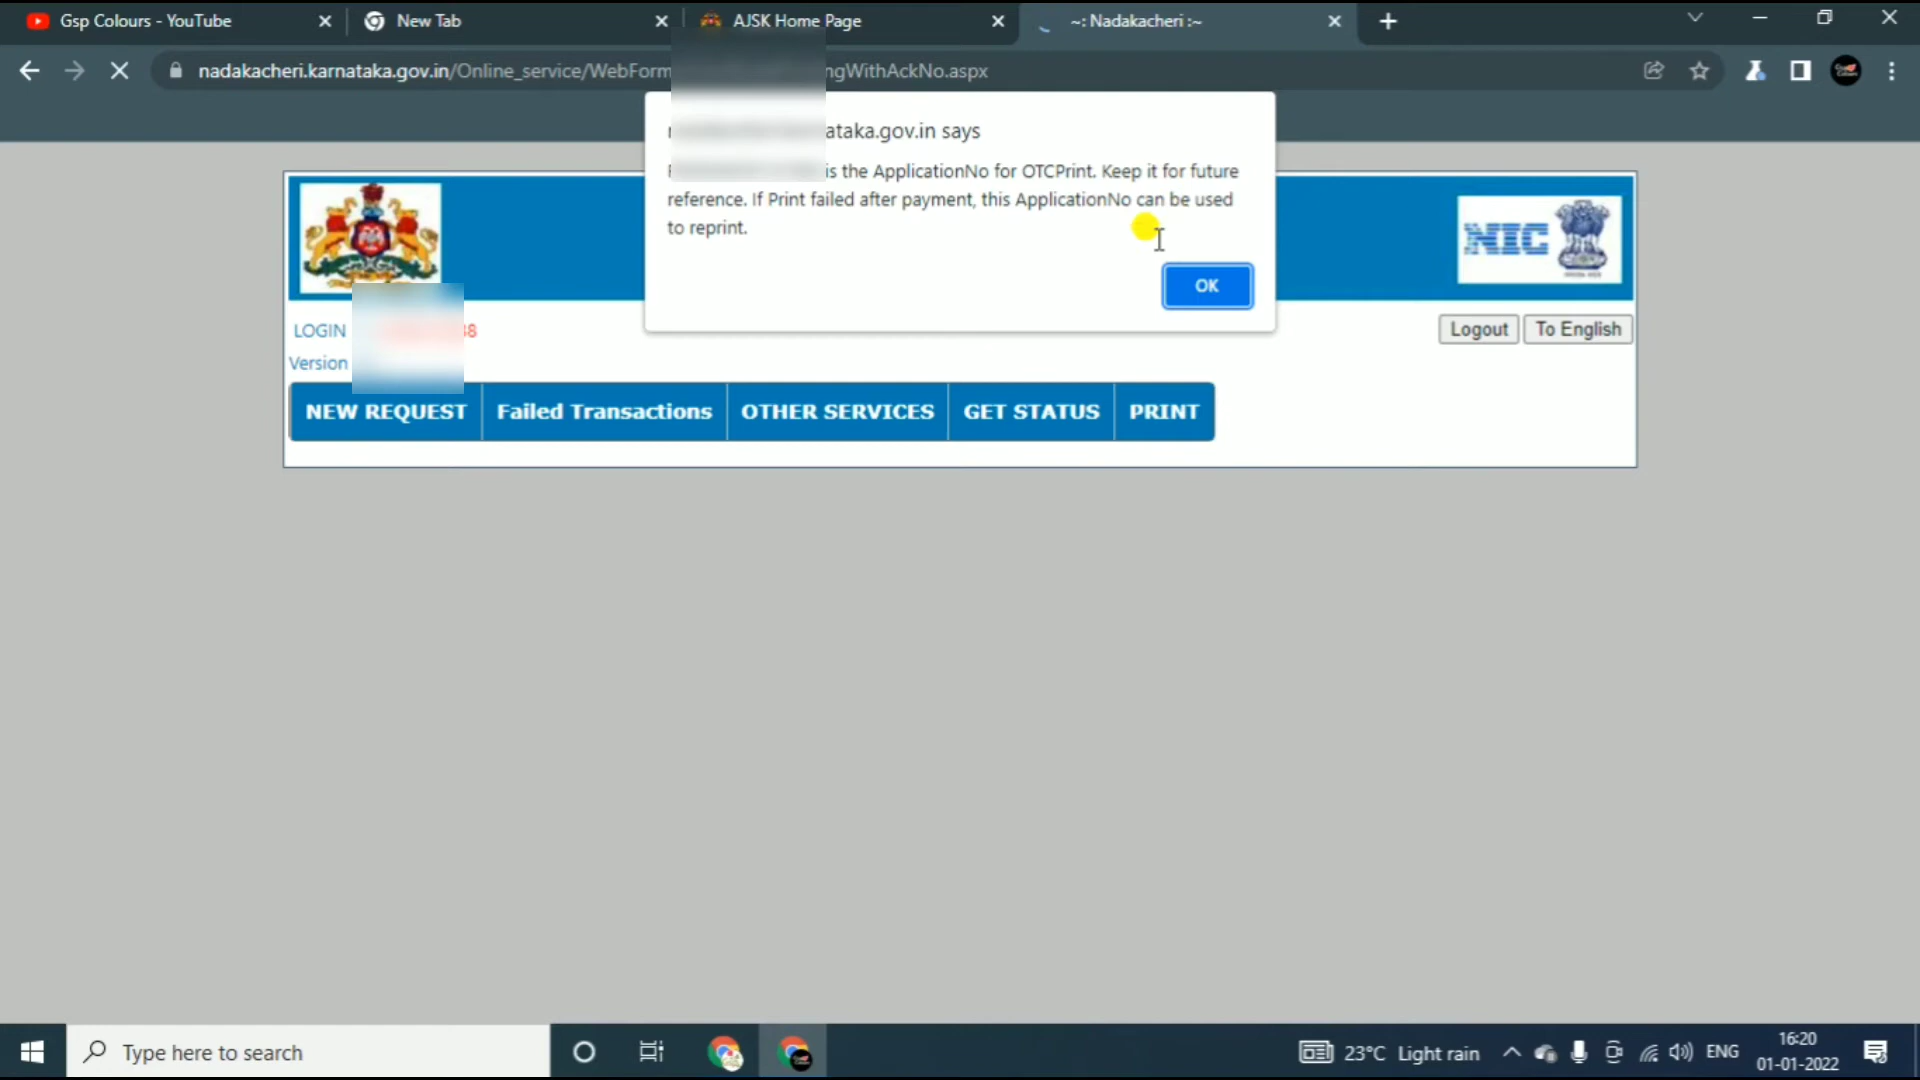 Gsp Colours - YouTube
New Tab
AJSK Home Page
~: Nadakacheri :~
nadakacheri.karnataka.gov.in/Online_service/WebForm ngWithAckNo.aspx
ataka.gov.in says
is the ApplicationNo for OTCPrint. Keep it for future
reference. If Print failed after payment, this ApplicationNo can be used
to reprint.
OK
NIC
LOGIN 8
Logout
To English
Version
NEW REQUEST
Failed Transactions
OTHER SERVICES
GET STATUS
PRINT
Type here to search
23°C Light rain
ENG
16:20
01-01-2022